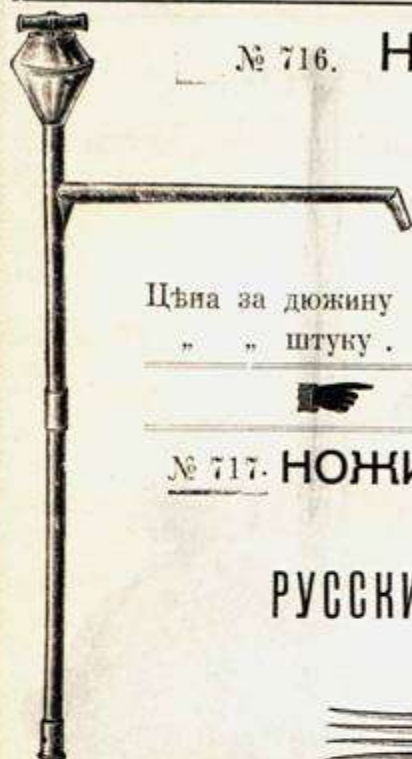 № 716. Н
Цѣна за дюжину
„ „ штуку .
№ 717. НОЖИ
РУССКИ